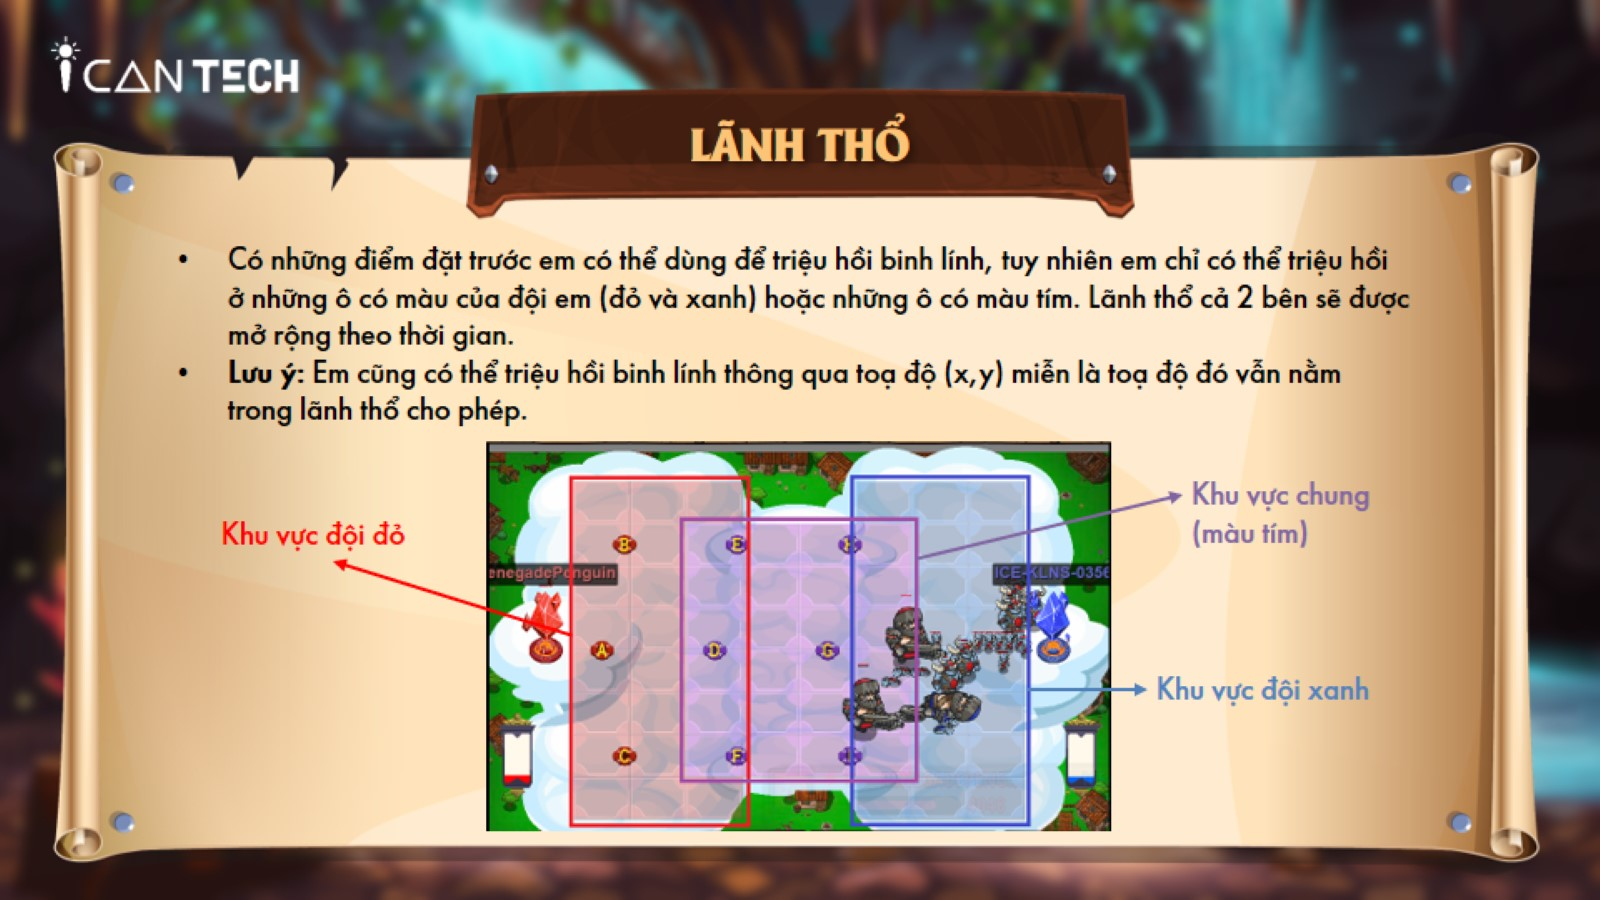 iCANTECH
LÃNH THỔ
• Có những điểm đặt trước em có thể dùng để triệu hồi binh lính, tuy nhiên em chỉ có thể triệu hồi
ở những ô có màu của đội em (đỏ và xanh) hoặc những ô có màu tím. Lãnh thổ cả 2 bên sẽ được
mở rộng theo thời gian.
• Lưu ý: Em cũng có thể triệu hồi binh lính thông qua toạ độ (x,y) miễn là toạ độ đó vẫn nằm
trong lãnh thổ cho phép.
Khu vực chung
(màu tím)
Khu vực đội đỏ
B E H
enegadePenguin
ICE-KLNS-0356
A D G
Khu vực đội xanh
C F